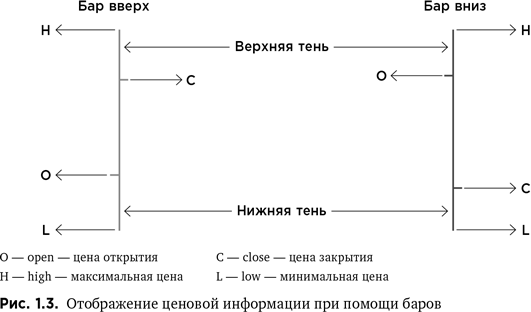 Бар вверх Бар вниз
H H
Верхняя тень
C O
O C
Нижняя тень
L L
O — open — цена открытия C — close — цена закрытия
H — high — максимальная цена L — low — минимальная цена
Рис. 1.3. Отображение ценовой информации при помощи баров